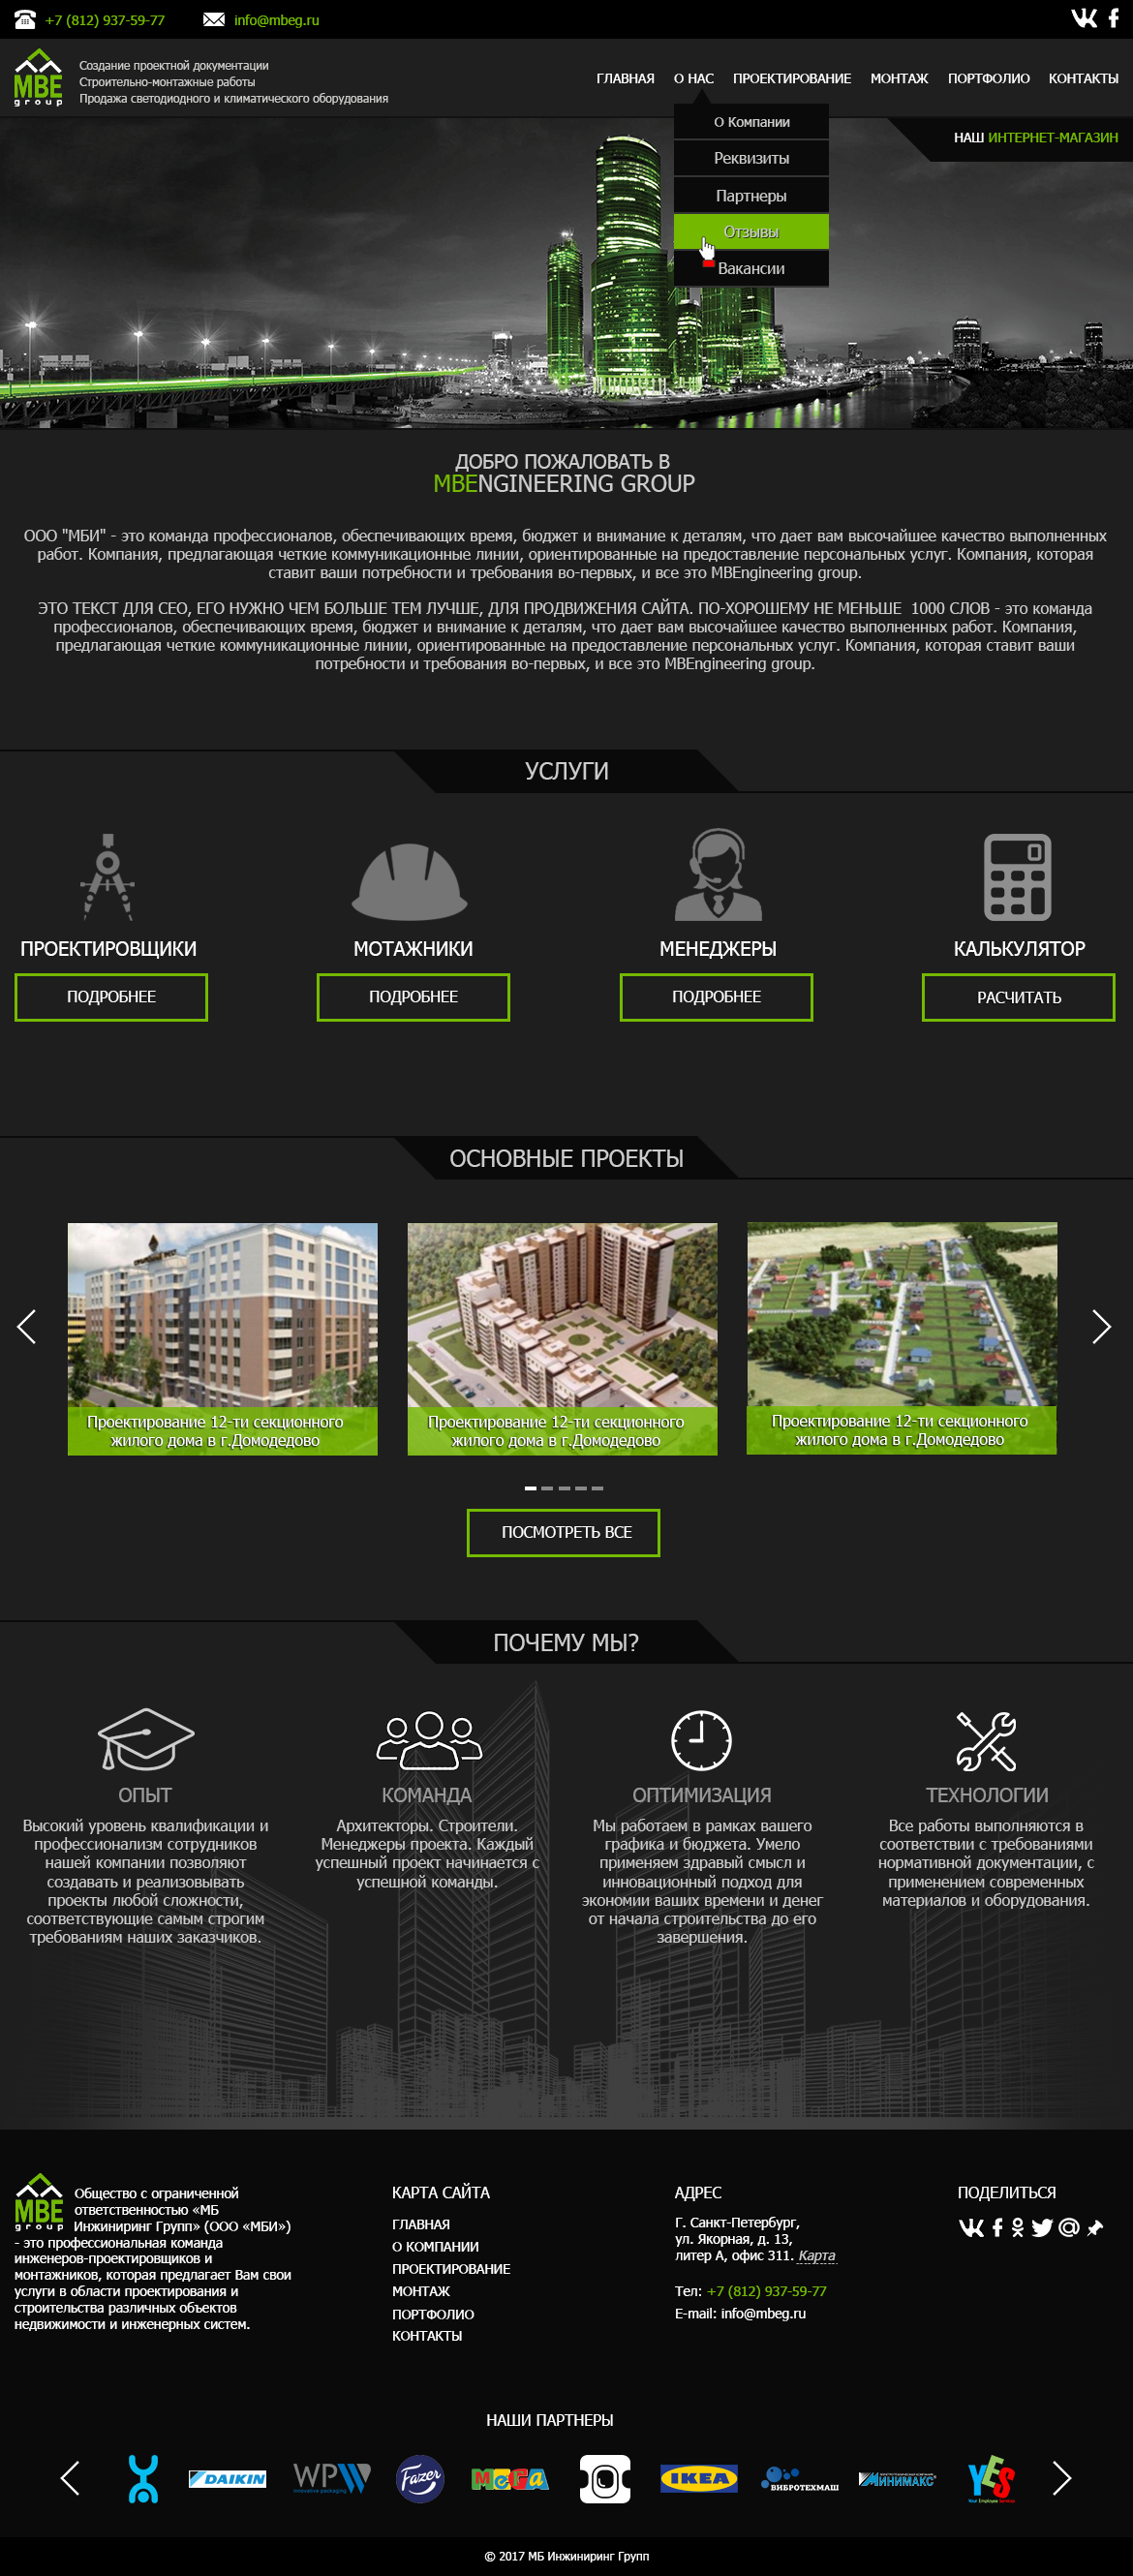 +7 (812) 937-59-77
info@mbeg.ru
MBE
group
Создание проектной документации
Строительно-монтажные работы
Продажа светодиодного и климатического оборудования
ГЛАВНАЯ О НАС ПРОЕКТИРОВАНИЕ МОНТАЖ ПОРТФОЛИО КОНТАКТЫ
О Компании
Реквизиты
Партнеры
Отзывы
Вакансии
НАШ ИНТЕРНЕТ-МАГАЗИН
ДОБРО ПОЖАЛОВАТЬ В
MBENGINEERING GROUP
ООО "МБИ" - это команда профессионалов, обеспечивающих время, бюджет и внимание к деталям, что дает вам высочайшее качество выполненных
работ. Компания, предлагающая четкие коммуникационные линии, ориентированные на предоставление персональных услуг. Компания, которая
ставит ваши потребности и требования во-первых, и все это MBEngineering group.
ЭТО ТЕКСТ ДЛЯ СЕО, ЕГО НУЖНО ЧЕМ БОЛЬШЕ ТЕМ ЛУЧШЕ, ДЛЯ ПРОДВИЖЕНИЯ САЙТА. ПО-ХОРОШЕМУ НЕ МЕНЬШЕ 1000 СЛОВ - это команда
профессионалов, обеспечивающих время, бюджет и внимание к деталям, что дает вам высочайшее качество выполненных работ. Компания,
предлагающая четкие коммуникационные линии, ориентированные на предоставление персональных услуг. Компания, которая ставит ваши
потребности и требования во-первых, и все это MBEngineering group.
УСЛУГИ
ПРОЕКТИРОВЩИКИ
ПОДРОБНЕЕ
МОТАЖНИКИ
ПОДРОБНЕЕ
МЕНЕДЖЕРЫ
ПОДРОБНЕЕ
КАЛЬКУЛЯТОР
РАСЧИТАТЬ
ОСНОВНЫЕ ПРОЕКТЫ
Проектирование 12-ти секционного
жилого дома в г.Домодедово
Проектирование 12-ти секционного
жилого дома в г.Домодедово
Проектирование 12-ти секционного
жилого дома в г.Домодедово
ПОСМОТРЕТЬ ВСЕ
ПОЧЕМУ МЫ?
ОПЫТ
Высокий уровень квалификации и
профессионализм сотрудников
нашей компании позволяют
создавать и реализовывать
проекты любой сложности,
соответствующие самым строгим
требованиям наших заказчиков.
КОМАНДА
Архитекторы. Строители.
Менеджеры проекта. Каждый
успешный проект начинается с
успешной команды.
ОПТИМИЗАЦИЯ
Мы работаем в рамках вашего
графика и бюджета. Умело
применяем здравый смысл и
инновационный подход для
экономии ваших времени и денег
от начала строительства до его
завершения.
ТЕХНОЛОГИИ
Все работы выполняются в
соответствии с требованиями
нормативной документации, с
применением современных
материалов и оборудования.
MBE
group
Общество с ограниченной
ответственностью «МБ
Инжиниринг Групп» (ООО «МБИ»)
- это профессиональная команда
инженеров-проектировщиков и
монтажников, которая предлагает Вам свои
услуги в области проектирования и
строительства различных объектов
недвижимости и инженерных систем.
КАРТА САЙТА
ГЛАВНАЯ
О КОМПАНИИ
ПРОЕКТИРОВАНИЕ
МОНТАЖ
ПОРТФОЛИО
КОНТАКТЫ
АДРЕС
Г. Санкт-Петербург,
ул. Якорная, д. 13,
литер А, офис 311. Карта
Тел: +7 (812) 937-59-77
E-mail: info@mbeg.ru
ПОДЕЛИТЬСЯ
НАШИ ПАРТНЕРЫ
DAIKIN
WPW
innovative packaging
Fazer
МЕГА
IKEA
ВИБРОТЕХМАШ
МИНИМАКС
YES
Your Employee Services
© 2017 МБ Инжиниринг Групп